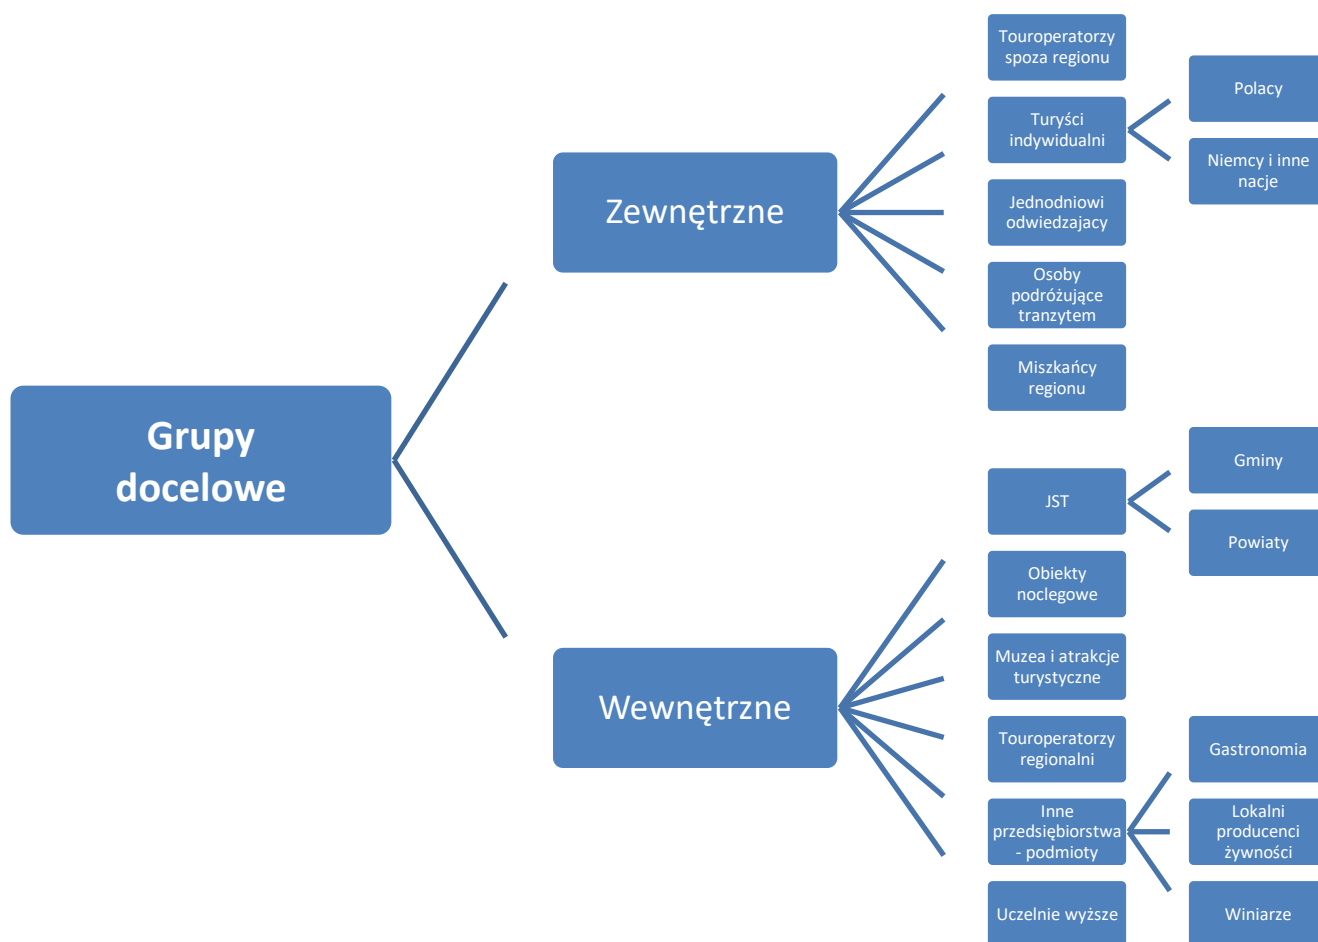 Grupy
docelowe
Zewnętrzne
Touroperatorzy
spoza regionu
Turyści
indywidualni
Polacy
Niemcy i inne
nacje
Jednodniowi
odwiedzajacy
Osoby
podróżujące
tranzytem
Miszkańcy
regionu
Wewnętrzne
JST
Gminy
Powiaty
Obiekty
noclegowe
Muzea i atrakcje
turystyczne
Touroperatorzy
regionalni
Inne
przedsiębiorstwa
- podmioty
Gastronomia
Lokalni
producenci
żywności
Winiarze
Uczelnie wyższe